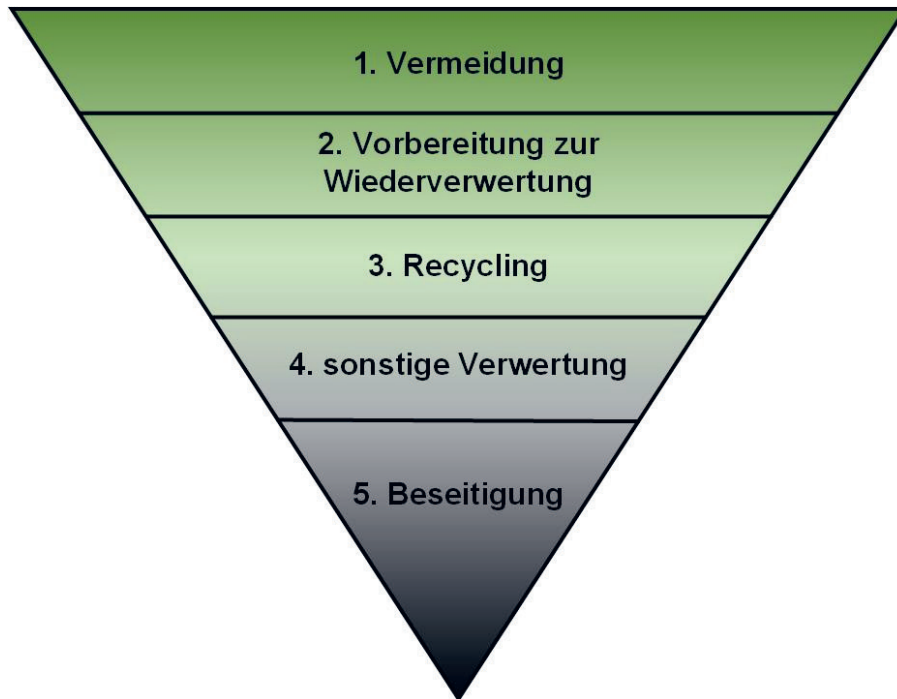 1. Vermeidung
2. Vorbereitung zur
Wiederverwertung
3. Recycling
4. sonstige Verwertung
5. Beseitigung